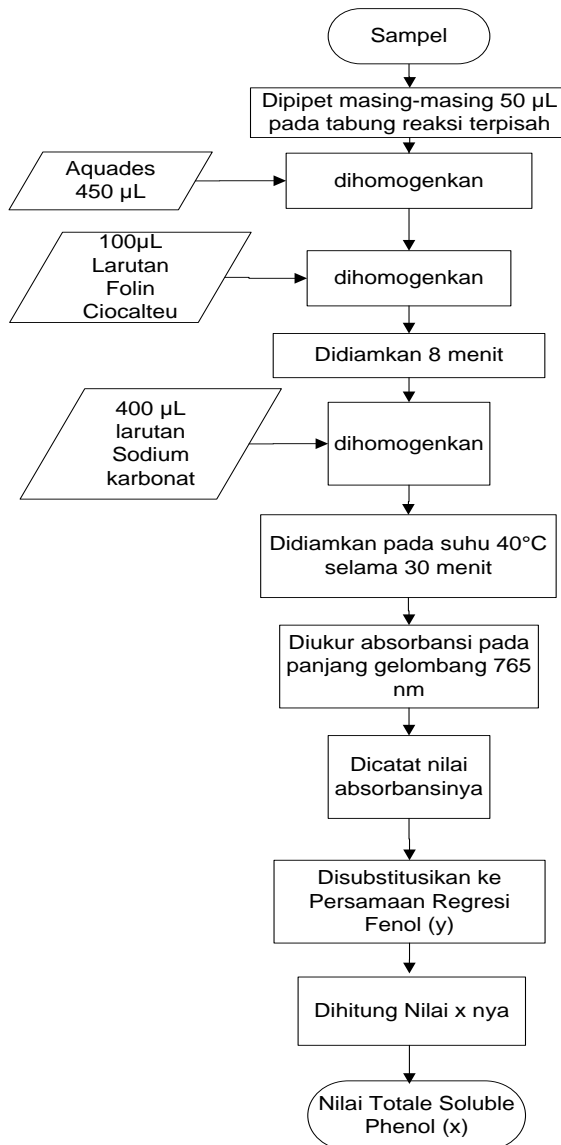 Sampel
Dipipet masing-masing 50 µL
pada tabung reaksi terpisah
Aquades
450 µL
dihomogenkan
100µL
Larutan
Folin
Ciocalteu
dihomogenkan
Didiamkan 8 menit
400 µL
larutan
Sodium
karbonat
dihomogenkan
Didiamkan pada suhu 40°C
selama 30 menit
Diukur absorbansi pada
panjang gelombang 765
nm
Dicatat nilai
absorbansinya
Disubstitusikan ke
Persamaan Regresi
Fenol (y)
Dihitung Nilai x nya
Nilai Totale Soluble
Phenol (x)